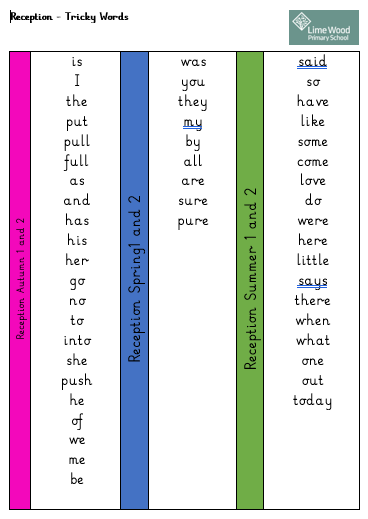 Reception - Tricky Words
Lime Wood
Primary School
Reception Autumn 1 and 2
is
I
the
put
pull
full
as
and
has
his
her
go
no
to
into
she
push
he
of
we
me
be
Reception Spring1 and 2
was
you
they
my
by
all
are
sure
pure
Reception Summer 1 and 2
said
so
have
like
some
come
love
do
were
here
little
says
there
when
what
one
out
today